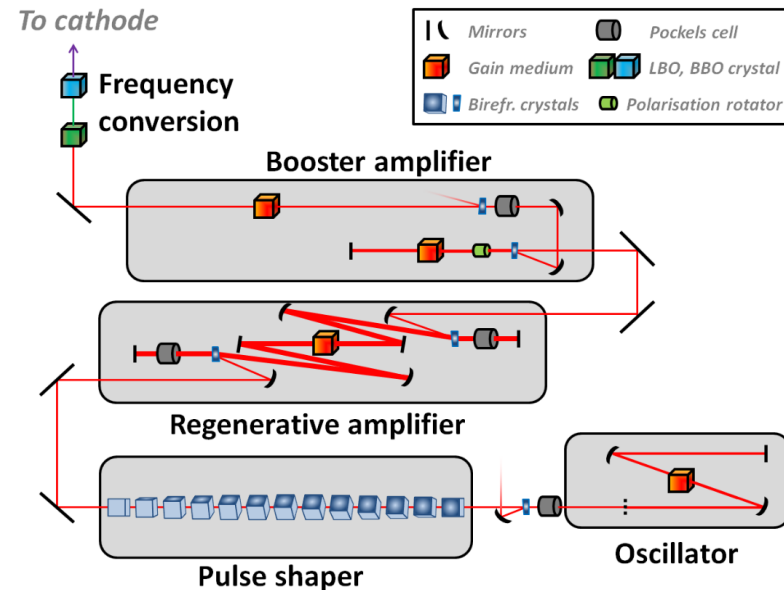 To cathode
Frequency
conversion
Mirrors
Pockels cell
Gain medium
LBO, BBO crystal
Birefr. crystals
Polarisation rotator
Booster amplifier
Regenerative amplifier
Pulse shaper
Oscillator